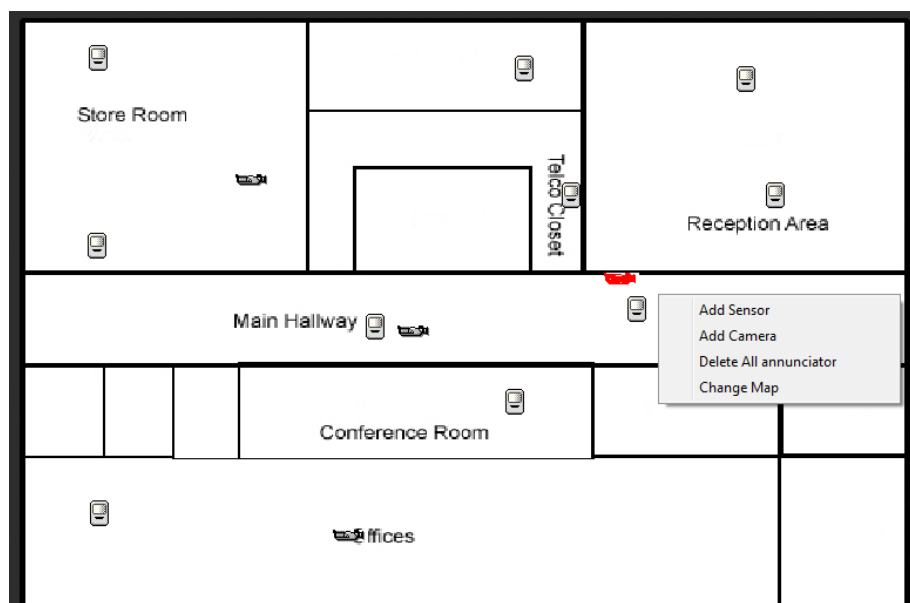 Store Room
Telco Closet
Reception Area
Main Hallway
Add Sensor
Add Camera
Delete All annunciator
Change Map
Conference Room
ffices